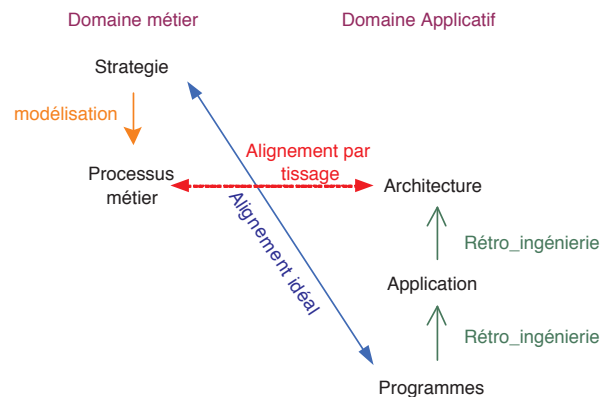 Domaine métier
Domaine Applicatif
Strategie
modélisation
Alignement par
tissage
Processus
métier
Architecture
Alignement idéal
Rétro_ingénierie
Application
Rétro_ingénierie
Programmes